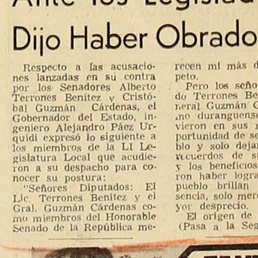 Ante los Legislad
Dijo Haber Obrado
Respecto a las acusacio-
nes lanzadas en su contra
por los Senadores Alberto
Terrones Benítez y Cristó-
bal Guzmán Cárdenas, el
Gobernador del Estado, in-
geniero Alejandro Páez Ur-
quidi expresó lo siguiente a
los miembros de la LI Le-
gislatura Local que acudie-
ron a su despacho para co-
nocer su postura:
"Señores Diputados: El
Lic. Terrones Benítez y el
Gral. Guzmán Cárdenas co-
mo miembros del Honorable
Senado de la República me-
recen mi más de
peto.
Pero los seño
do Terrones Be
neral Guzmán C
no duranguense
vieron en sus r
portunidad de se
blo y solo dejar
recuerdos de su
y los beneficios
ron haber logra
pueblo brillan
sencia, solo mere
yor desprecio.
El origen de
(Pasa a la Seg